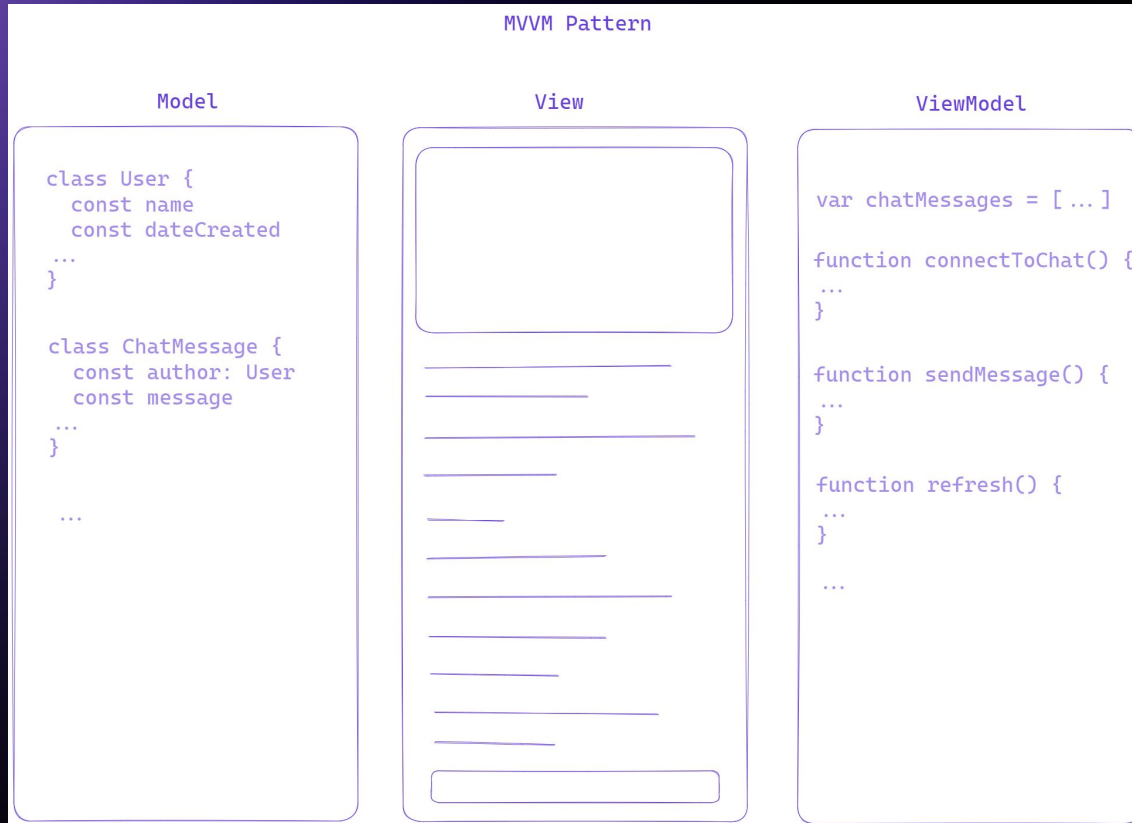 MVVM Pattern
Model
class User {
const name
const dateCreated
...
}
class ChatMessage {
const author: User
const message
...
}
...
View
ViewModel
var chatMessages = [...]
function connectToChat() {
...
}
function sendMessage() {
...
}
function refresh() {
...
}
...